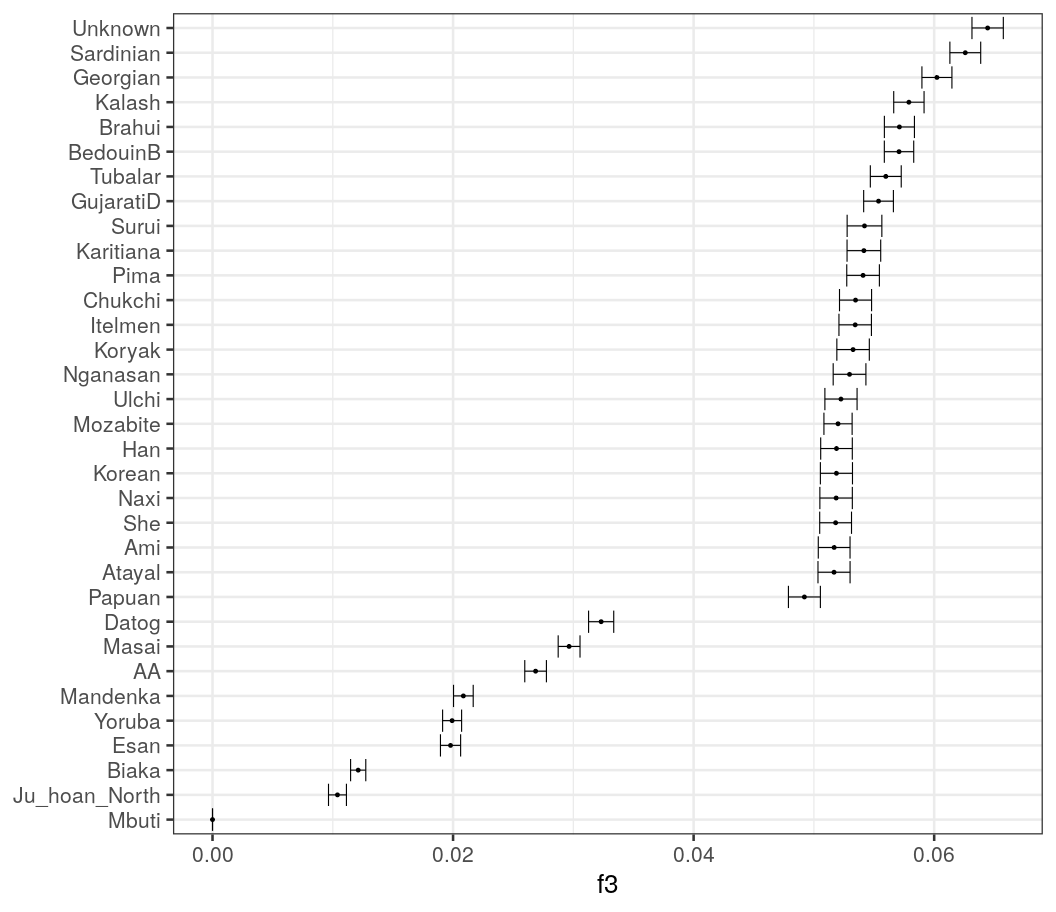 Unknown
Sardinian
Georgian
Kalash
Brahui
BedouinB
Tubalar
GujaratiD
Surui
Karitiana
Pima
Chukchi
Itelmen
Koryak
Nganasan
Ulchi
Mozabite
Han
Korean
Naxi
She
Ami
Atayal
Papuan
Datog
Masai
AA
Mandenka
Yoruba
Esan
Biaka
Ju_hoan_North
Mbuti
0.00 0.02 0.04 0.06
f3